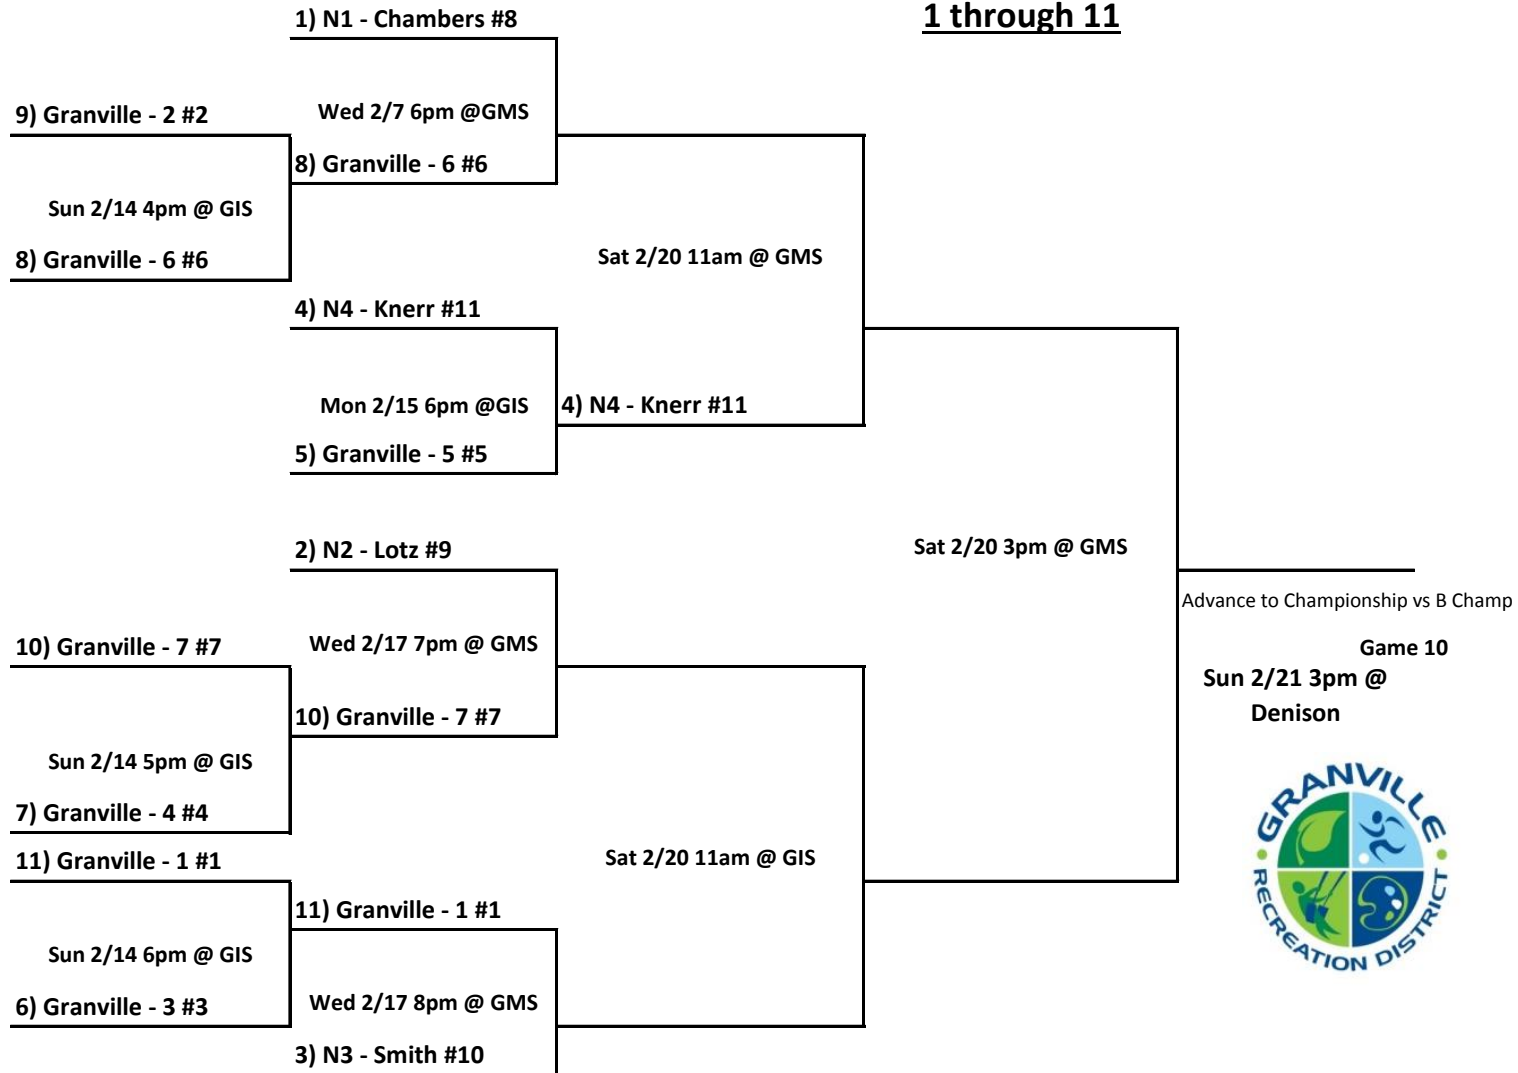 1) N1 - Chambers #8
1 through 11
9) Granville - 2 #2
Wed 2/7 6pm @GMS
8) Granville - 6 #6
Sun 2/14 4pm @ GIS
8) Granville - 6 #6
Sat 2/20 11am @ GMS
4) N4 - Knerr #11
Mon 2/15 6pm @GIS
4) N4 - Knerr #11
5) Granville - 5 #5
2) N2 - Lotz #9
Sat 2/20 3pm @ GMS
Advance to Championship vs B Champ
10) Granville - 7 #7
Wed 2/17 7pm @ GMS
Game 10
Sun 2/21 3pm @
Denison
10) Granville - 7 #7
Sun 2/14 5pm @ GIS
7) Granville - 4 #4
11) Granville - 1 #1
Sat 2/20 11am @ GIS
11) Granville - 1 #1
Sun 2/14 6pm @ GIS
6) Granville - 3 #3
Wed 2/17 8pm @ GMS
3) N3 - Smith #10
GRANVILLE
RECREATION DISTRICT